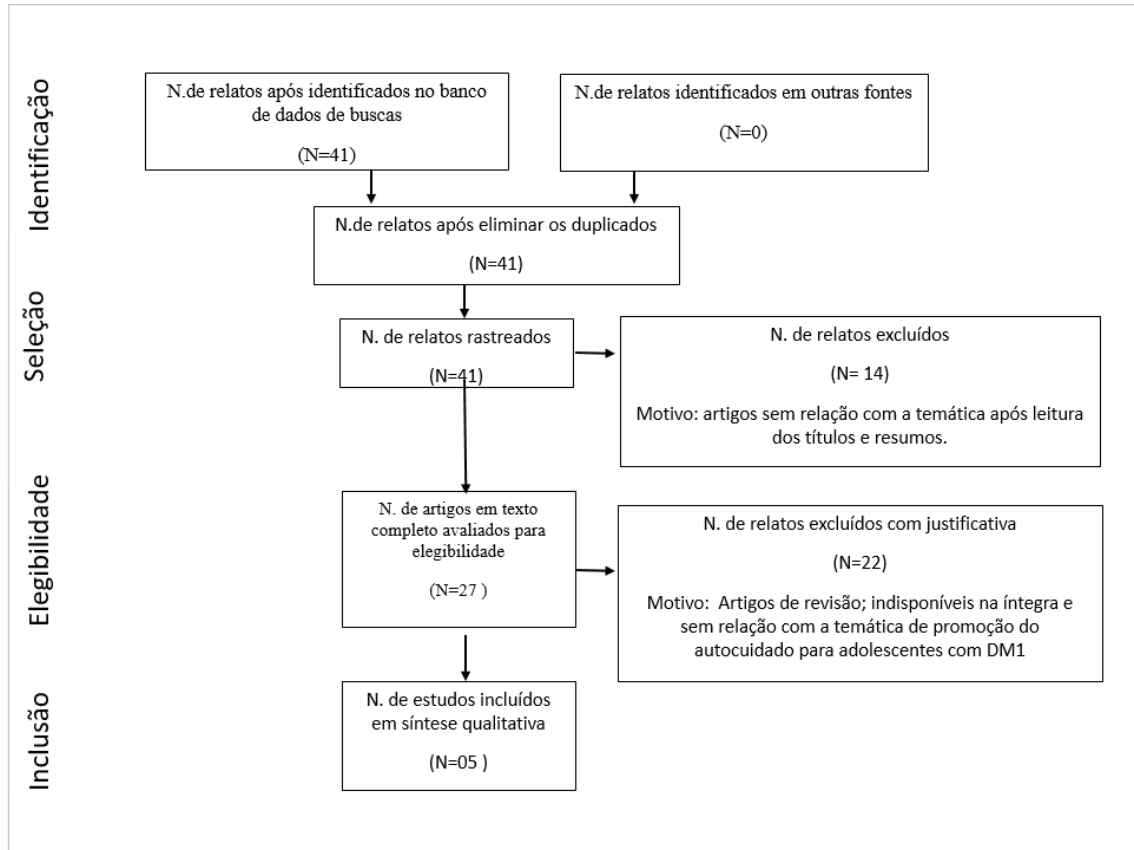 Identificação
N.de relatos após identificados no banco
de dados de buscas
(N=41)
N.de relatos identificados em outras fontes
(N=0)
N.de relatos após eliminar os duplicados
(N=41)
Seleção
N. de relatos rastreados
(N=41)
N. de relatos excluídos
(N= 14)
Motivo: artigos sem relação com a temática após leitura
dos títulos e resumos.
Elegibilidade
N. de artigos em texto
completo avaliados para
elegibilidade
(N=27 )
N. de relatos excluídos com justificativa
(N=22)
Motivo: Artigos de revisão; indisponíveis na íntegra e
sem relação com a temática de promoção do
autocuidado para adolescentes com DM1
Inclusão
N. de estudos incluídos
em síntese qualitativa
(N=05 )